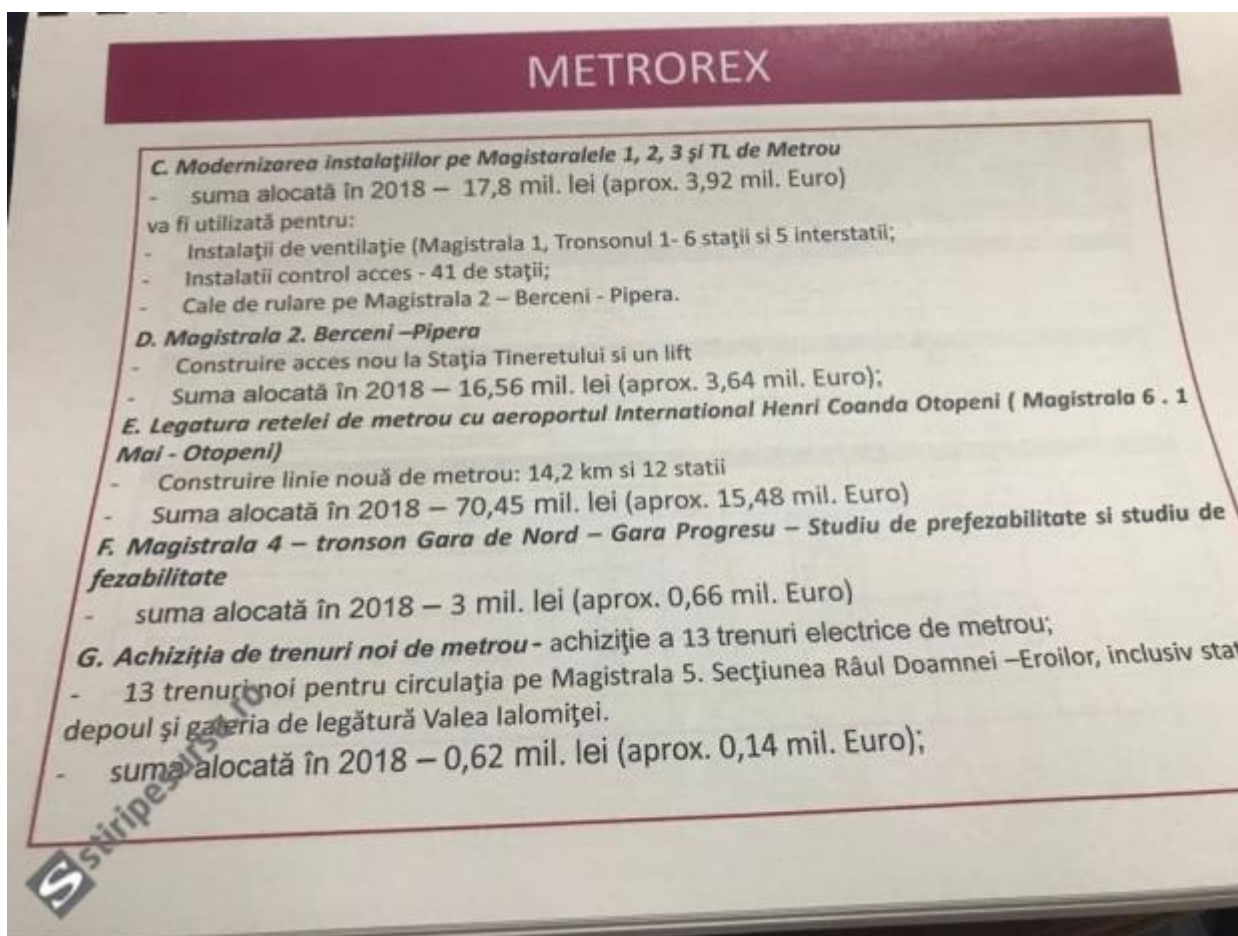 METROREX
C. Modernizarea instalațiilor pe Magistaralele 1, 2, 3 şi TL de Metrou
- suma alocată în 2018 – 17,8 mil. lei (aprox. 3,92 mil. Euro)
va fi utilizată pentru:
- Instalaţii de ventilaţie (Magistrala 1, Tronsonul 1- 6 staţii si 5 interstatii;
- Instalatii control acces - 41 de staţii;
- Cale de rulare pe Magistrala 2 – Berceni - Pipera.
D. Magistrala 2. Berceni –Pipera
- Construire acces nou la Staţia Tineretului si un lift
- Suma alocată în 2018 – 16,56 mil. lei (aprox. 3,64 mil. Euro);
E. Legatura retelei de metrou cu aeroportul International Henri Coanda Otopeni ( Magistrala 6 . 1
Mai - Otopeni)
- Construire linie nouă de metrou: 14,2 km si 12 statii
- Suma alocată în 2018 – 70,45 mil. lei (aprox. 15,48 mil. Euro)
F. Magistrala 4 – tronson Gara de Nord – Gara Progresu – Studiu de prefezabilitate si studiu de
fezabilitate
- suma alocată în 2018 – 3 mil. lei (aprox. 0,66 mil. Euro)
G. Achiziţia de trenuri noi de metrou - achiziţie a 13 trenuri electrice de metrou;
- 13 trenuri noi pentru circulaţia pe Magistrala 5. Secţiunea Râul Doamnei –Eroilor, inclusiv
depoul şi galeria de legătură Valea Ialomiţei.
- suma alocată în 2018 – 0,62 mil. lei (aprox. 0,14 mil. Euro);
stiripesurse.ro